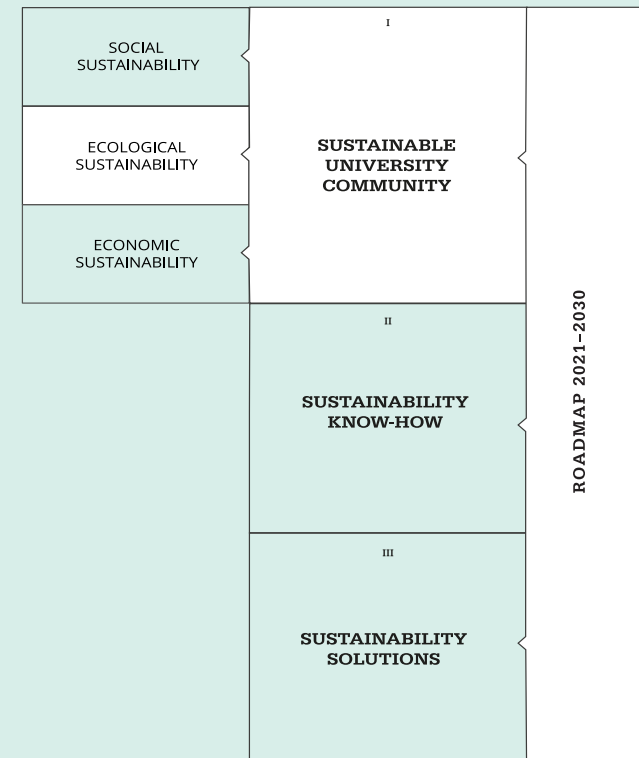 SOCIAL
SUSTAINABILITY
ECOLOGICAL
SUSTAINABILITY
ECONOMIC
SUSTAINABILITY
I
SUSTAINABLE
UNIVERSITY
COMMUNITY
II
SUSTAINABILITY
KNOW-HOW
III
SUSTAINABILITY
SOLUTIONS
ROADMAP 2021–2030